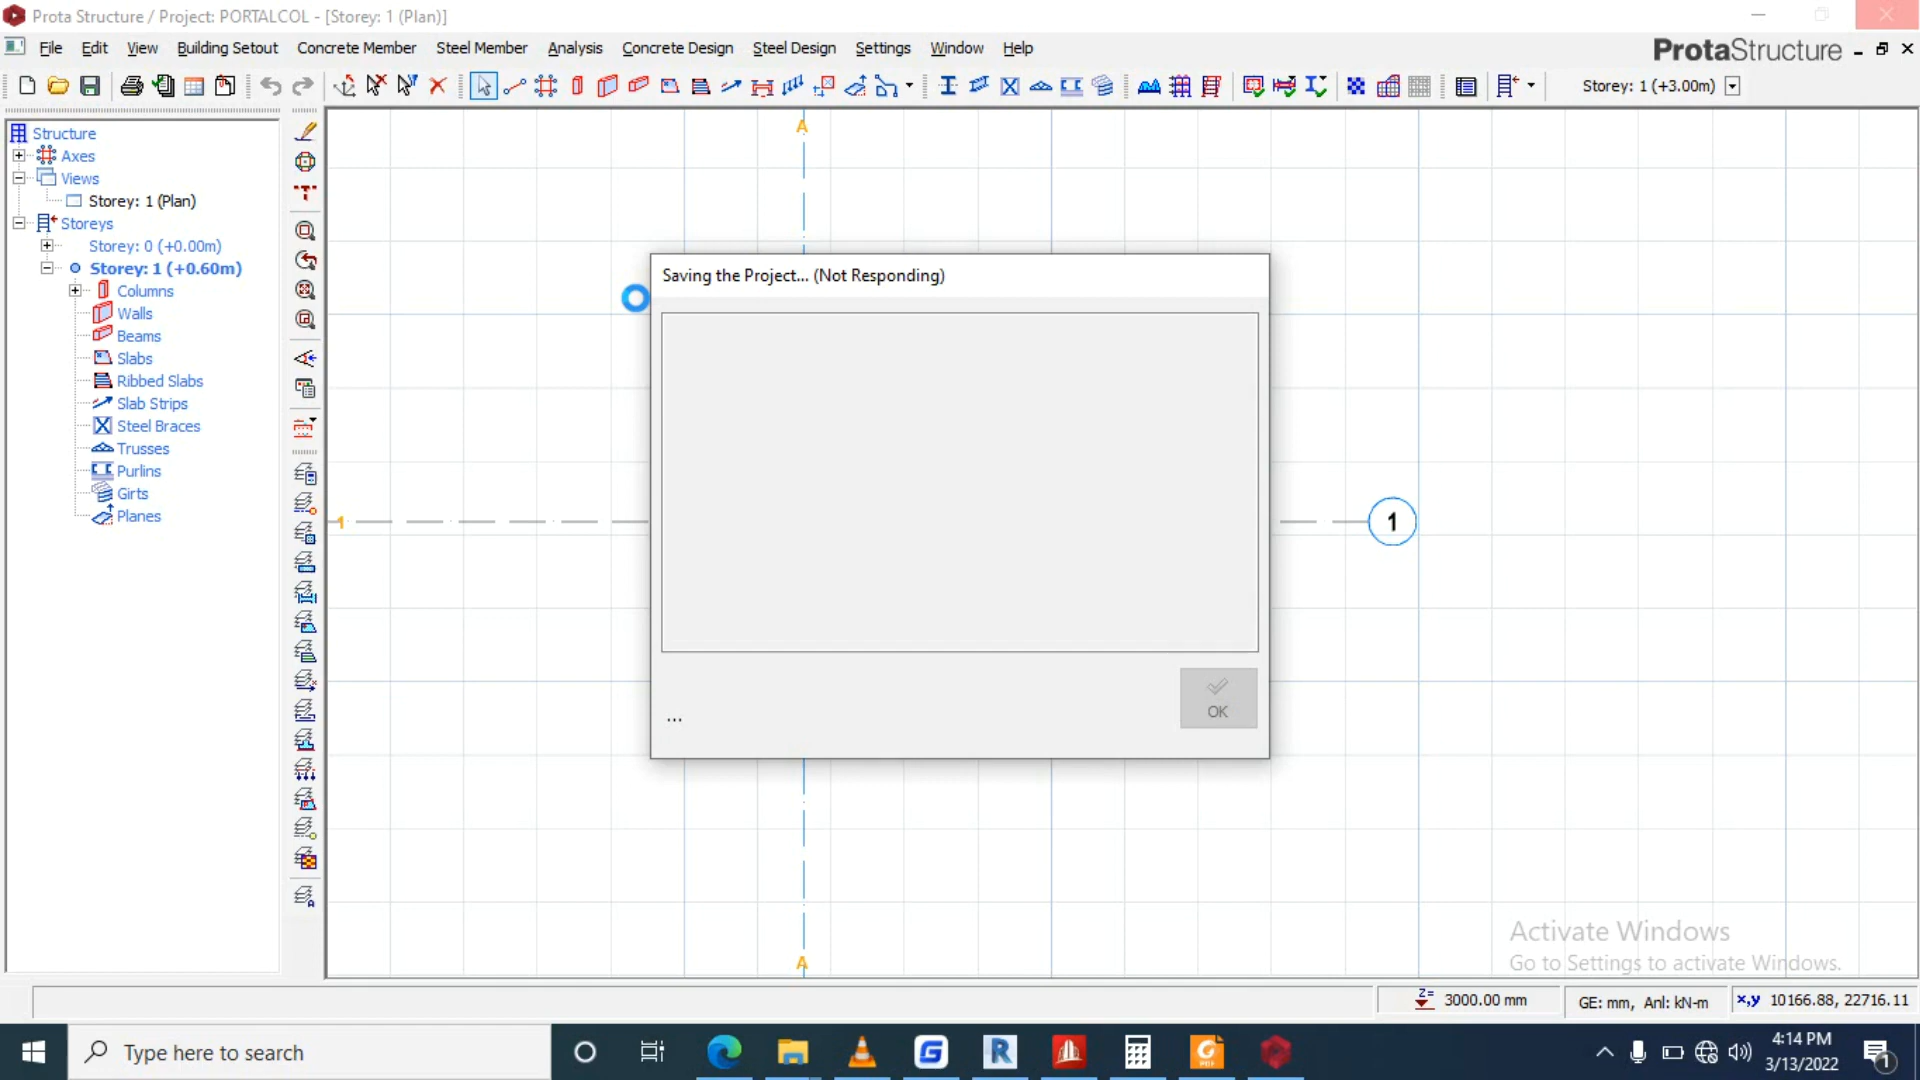 Prota Structure / Project: PORTALCOL - [Storey: 1 (Plan)]
File Edit View Building Setout Concrete Member Steel Member Analysis Concrete Design Steel Design Settings Window Help
ProtaStructure
Storey: 1 (+3.00m)
Structure
Axes
Views
Storey: 1 (Plan)
Storeys
Storey: 0 (+0.00m)
Storey: 1 (+0.60m)
Columns
Walls
Beams
Slabs
Ribbed Slabs
Slab Strips
Steel Braces
Trusses
Purlins
Girts
Planes
A
Saving the Project... (Not Responding)
1
1
...
OK
A
Activate Windows
Go to Settings to activate Windows.
Z= 3000.00 mm
GE: mm, Anl: kN-m
x,y 10166.88, 22716.11
Type here to search
4:14 PM
3/13/2022
1